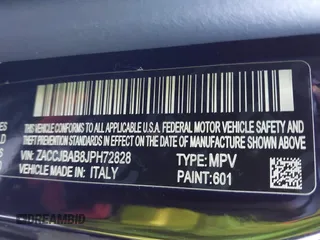 THIS VEHICLE CONFORMS TO ALL APPLICABLE U.S.A. FEDERAL MOTOR VEHICLE SAFETY AND
THEFT PREVENTION STANDARDS IN EFFECT ON THE DATE OF MANUFACTURE SHOWN ABOVE.
VIN: ZACCJBAB8JPH72828 TYPE: MPV
VEHICLE MADE IN: ITALY PAINT: 601
DREAMBID